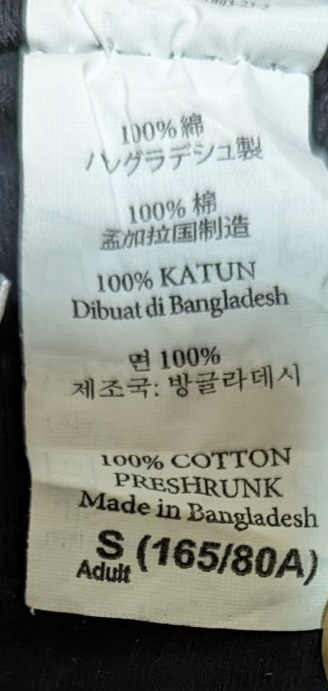 100% 綿
バングラデシュ製
100% 棉
孟加拉国制造
100% KATUN
Dibuat di Bangladesh
면 100%
제조국: 방글라데시
100% COTTON
PRESHRUNK
Made in Bangladesh
S (165/80A)
Adult